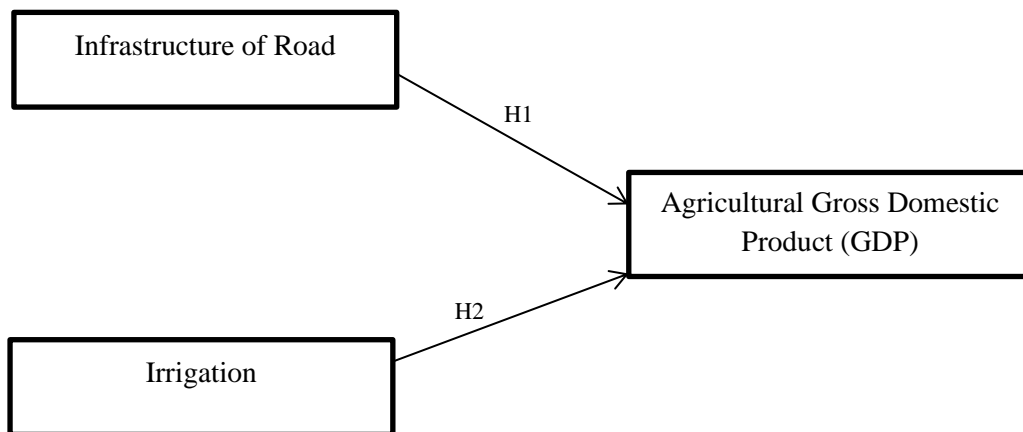 Infrastructure of Road
H1
Agricultural Gross Domestic
Product (GDP)
H2
Irrigation